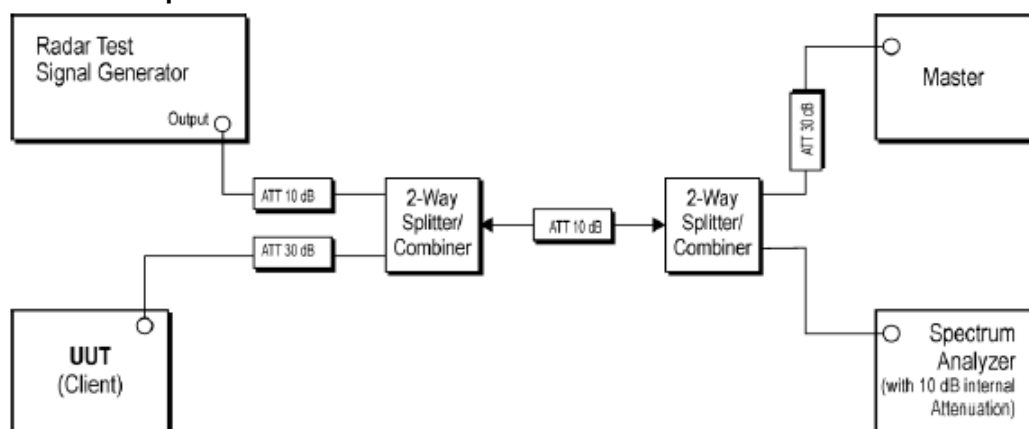 Radar Test
Signal Generator
Output
Master
ATT 30 dB
ATT 10 dB
2-Way
Splitter/
Combiner
ATT 10 dB
2-Way
Splitter/
Combiner
ATT 30 dB
UUT
(Client)
Spectrum
Analyzer
(with 10 dB internal
Attenuation)